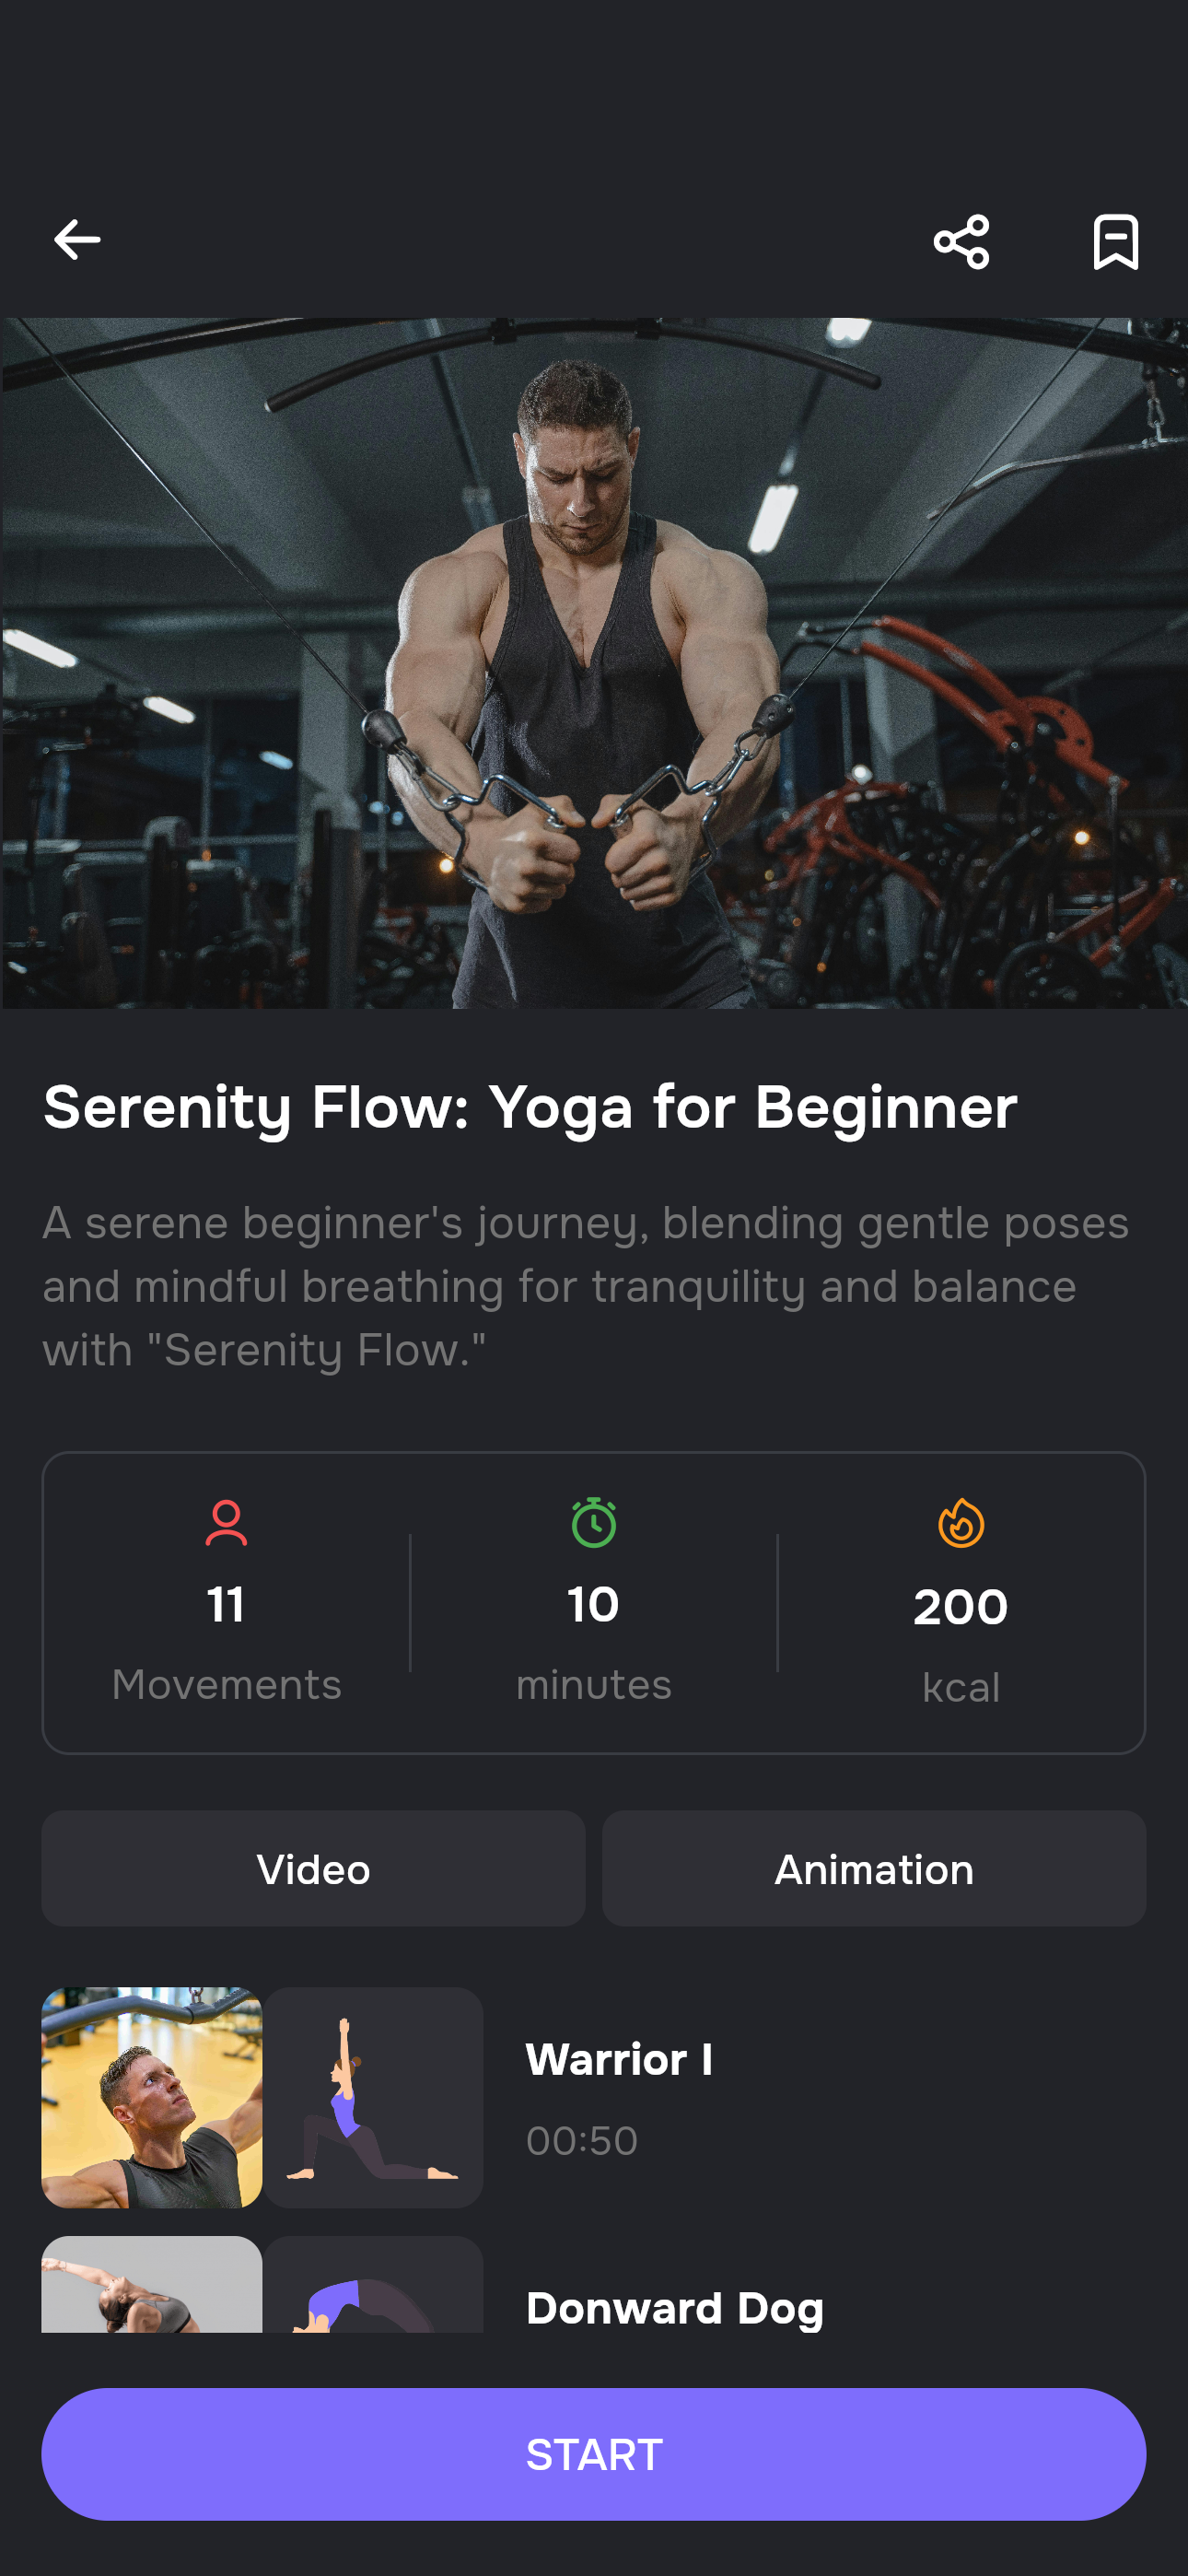 Serenity Flow: Yoga for Beginner
A serene beginner's journey, blending gentle poses
and mindful breathing for tranquility and balance
with "Serenity Flow."
11
Movements
10
minutes
200
kcal
Video
Animation
Warrior I
00:50
Donward Dog
START